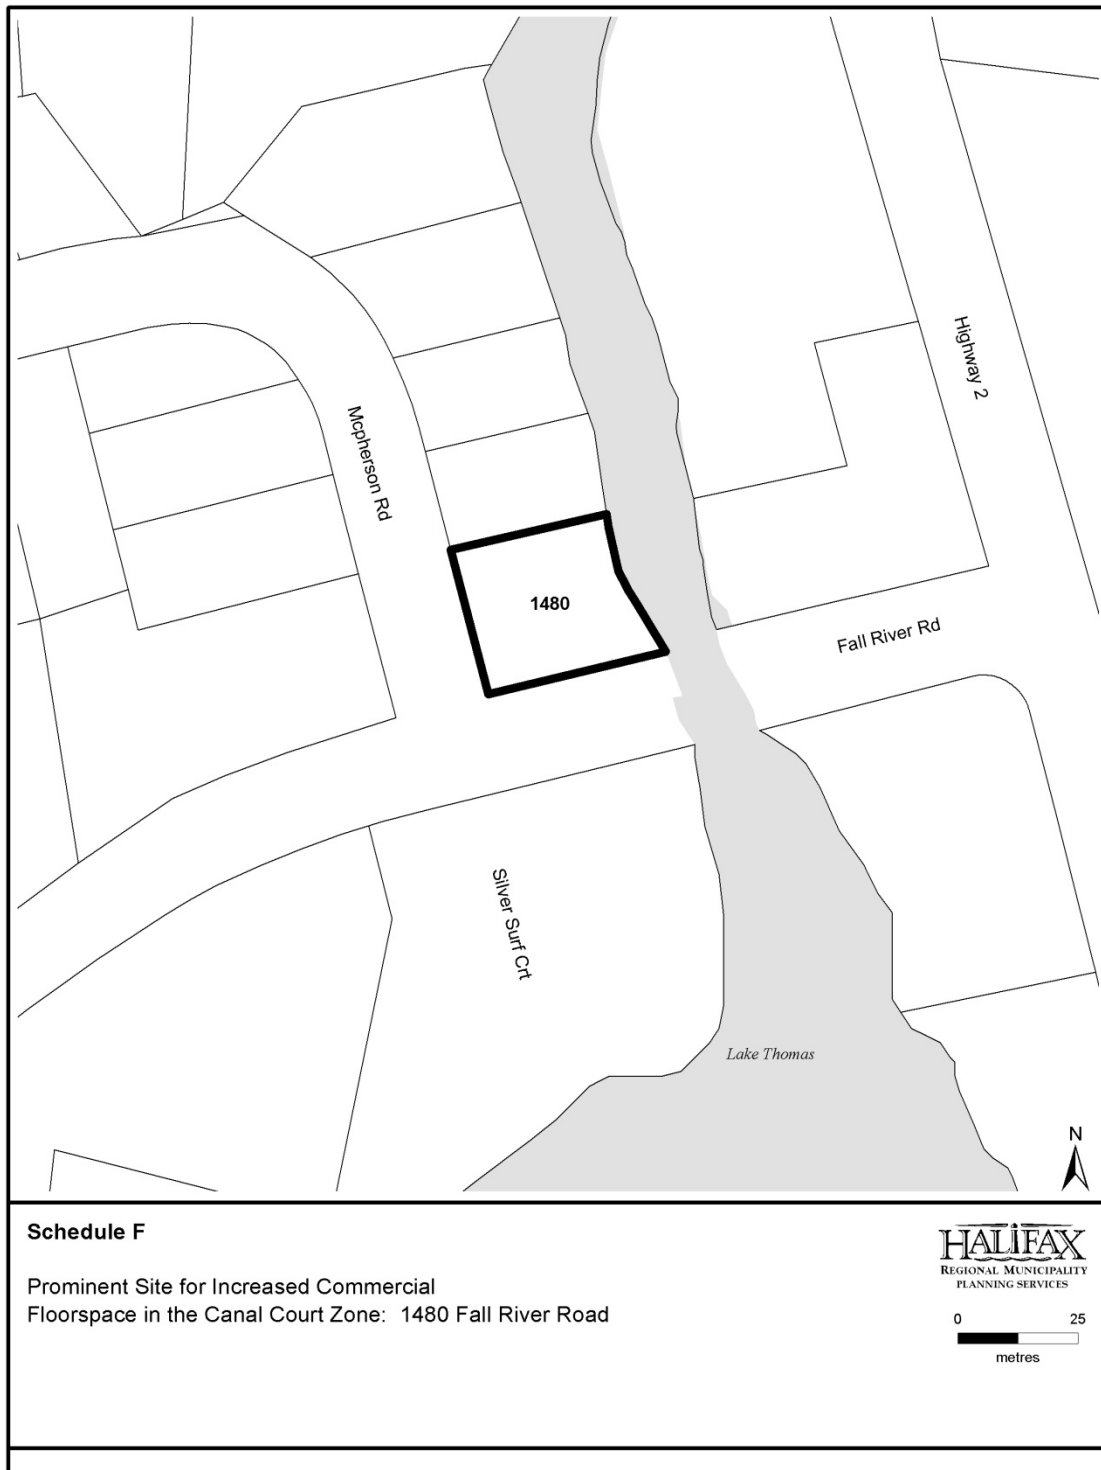 Highway 2
Mcpherson Rd
1480
Fall River Rd
Silver Surf Crt
Lake Thomas
N
Schedule F
Prominent Site for Increased Commercial
Floorspace in the Canal Court Zone: 1480 Fall River Road
HALIFAX
REGIONAL MUNICIPALITY
PLANNING SERVICES
0 25
metres